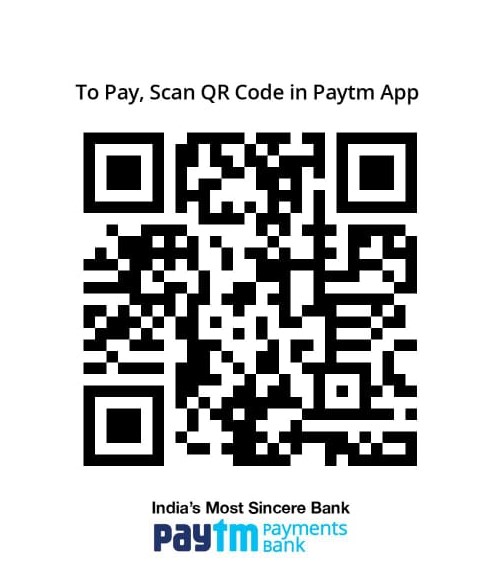 To Pay, Scan QR Code in Paytm App
India's Most Sincere Bank
paytm payments
BANK